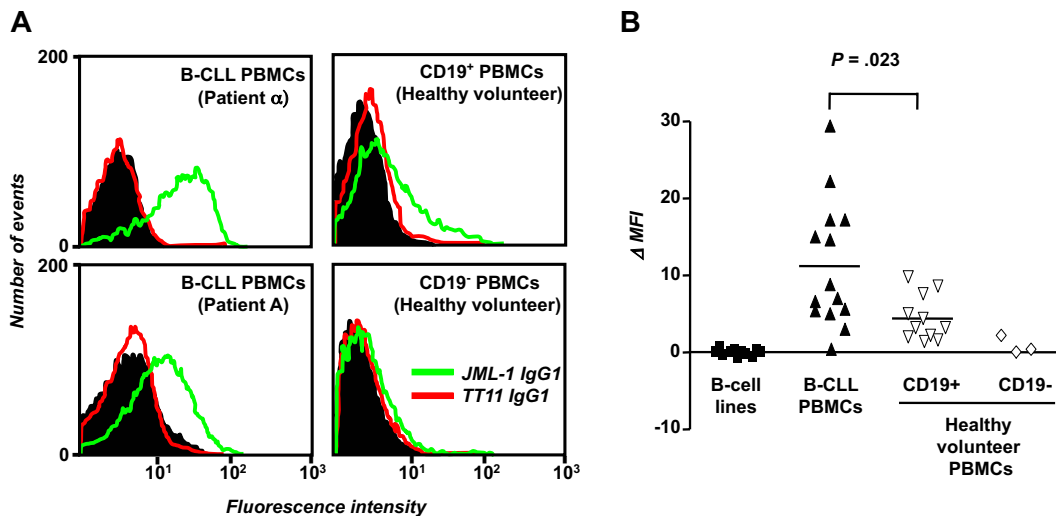 A
200
B-CLL PBMCs
(Patient α)
CD19+ PBMCs
(Healthy volunteer)
0
200
B-CLL PBMCs
(Patient A)
CD19- PBMCs
(Healthy volunteer)
JML-1 IgG1
TT11 IgG1
0
10¹ 10² 10³ 10¹ 10² 10³
Number of events
Fluorescence intensity
B
P = .023
30
20
10
0
-10
Δ MFI
B-cell
lines
B-CLL
PBMCs
CD19+
CD19-
Healthy
volunteer
PBMCs